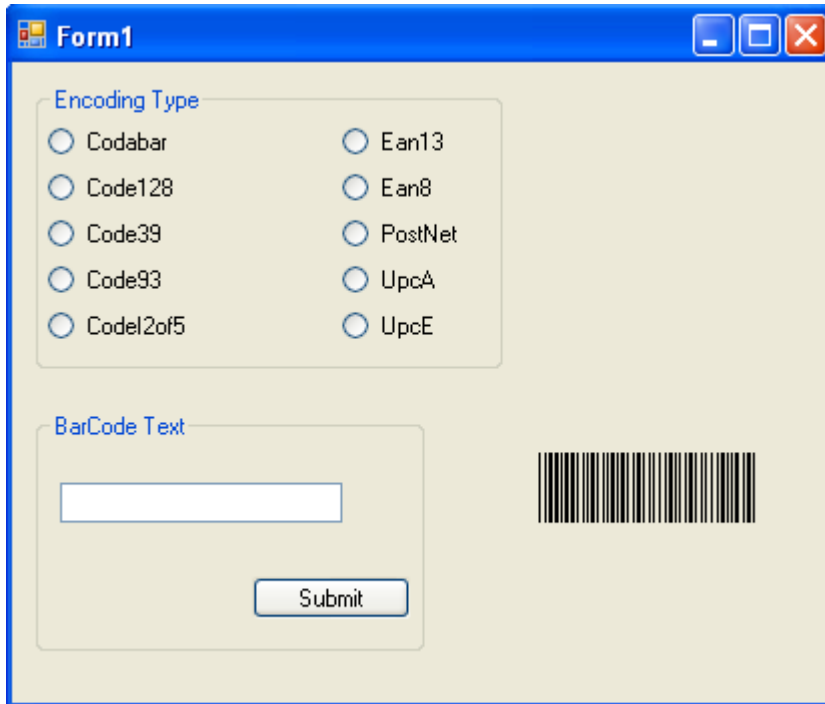 Form1
Encoding Type
Codabar
Code128
Code39
Code93
CodeI2of5
Ean13
Ean8
PostNet
UpcA
UpcE
BarCode Text
Submit